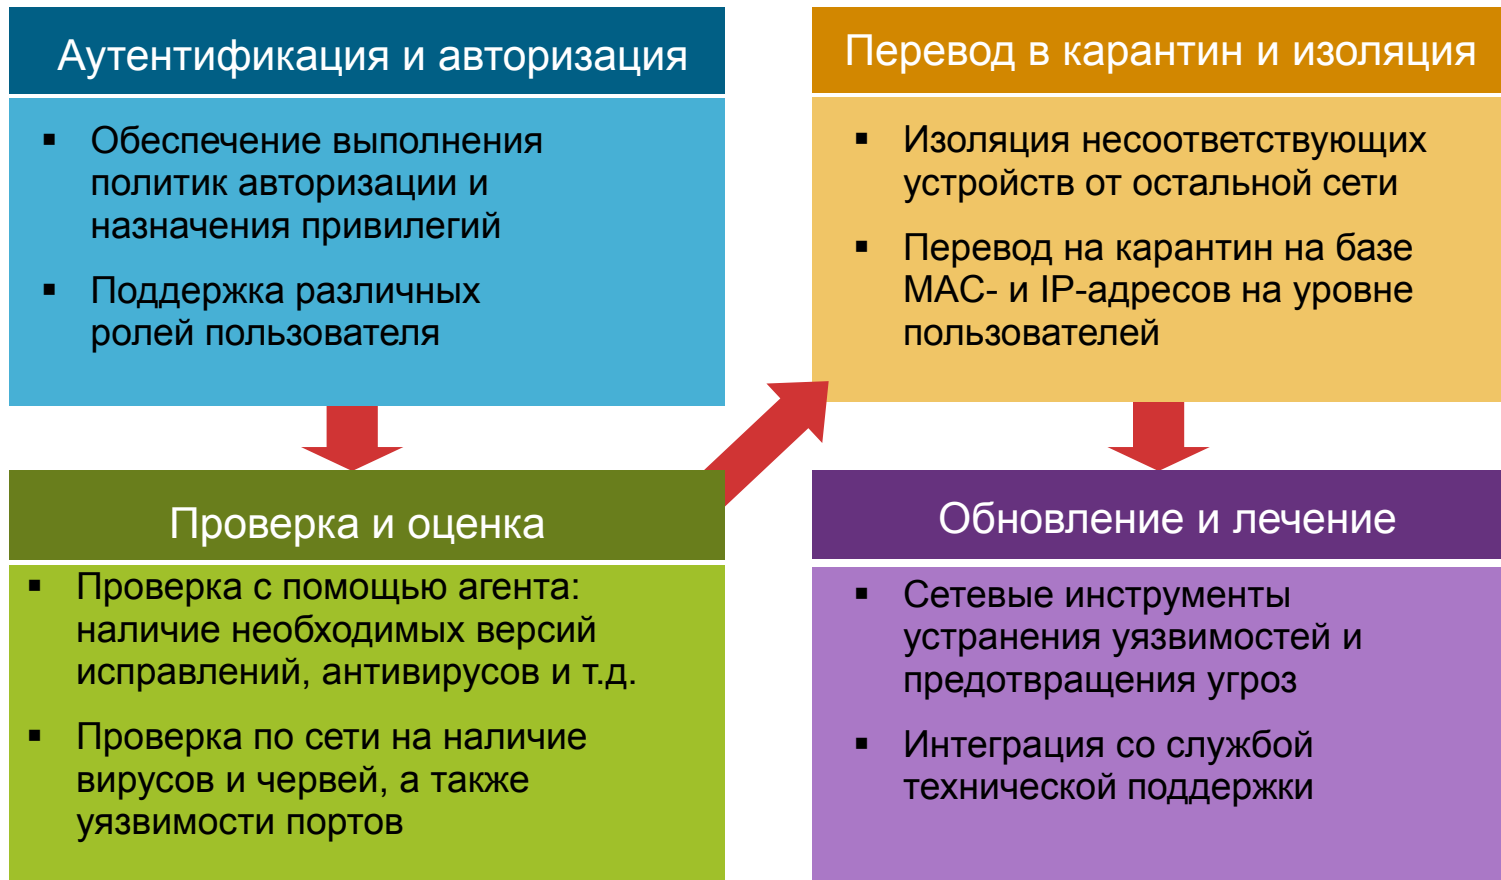 Аутентификация и авторизация
▪ Обеспечение выполнения
политик авторизации и
назначения привилегий
▪ Поддержка различных
ролей пользователя
Проверка и оценка
▪ Проверка с помощью агента:
наличие необходимых версий
исправлений, антивирусов и т.д.
▪ Проверка по сети на наличие
вирусов и червей, а также
уязвимости портов
Перевод в карантин и изоляция
▪ Изоляция несоответствующих
устройств от остальной сети
▪ Перевод на карантин на базе
MAC- и IP-адресов на уровне
пользователей
Обновление и лечение
▪ Сетевые инструменты
устранения уязвимостей и
предотвращения угроз
▪ Интеграция со службой
технической поддержки